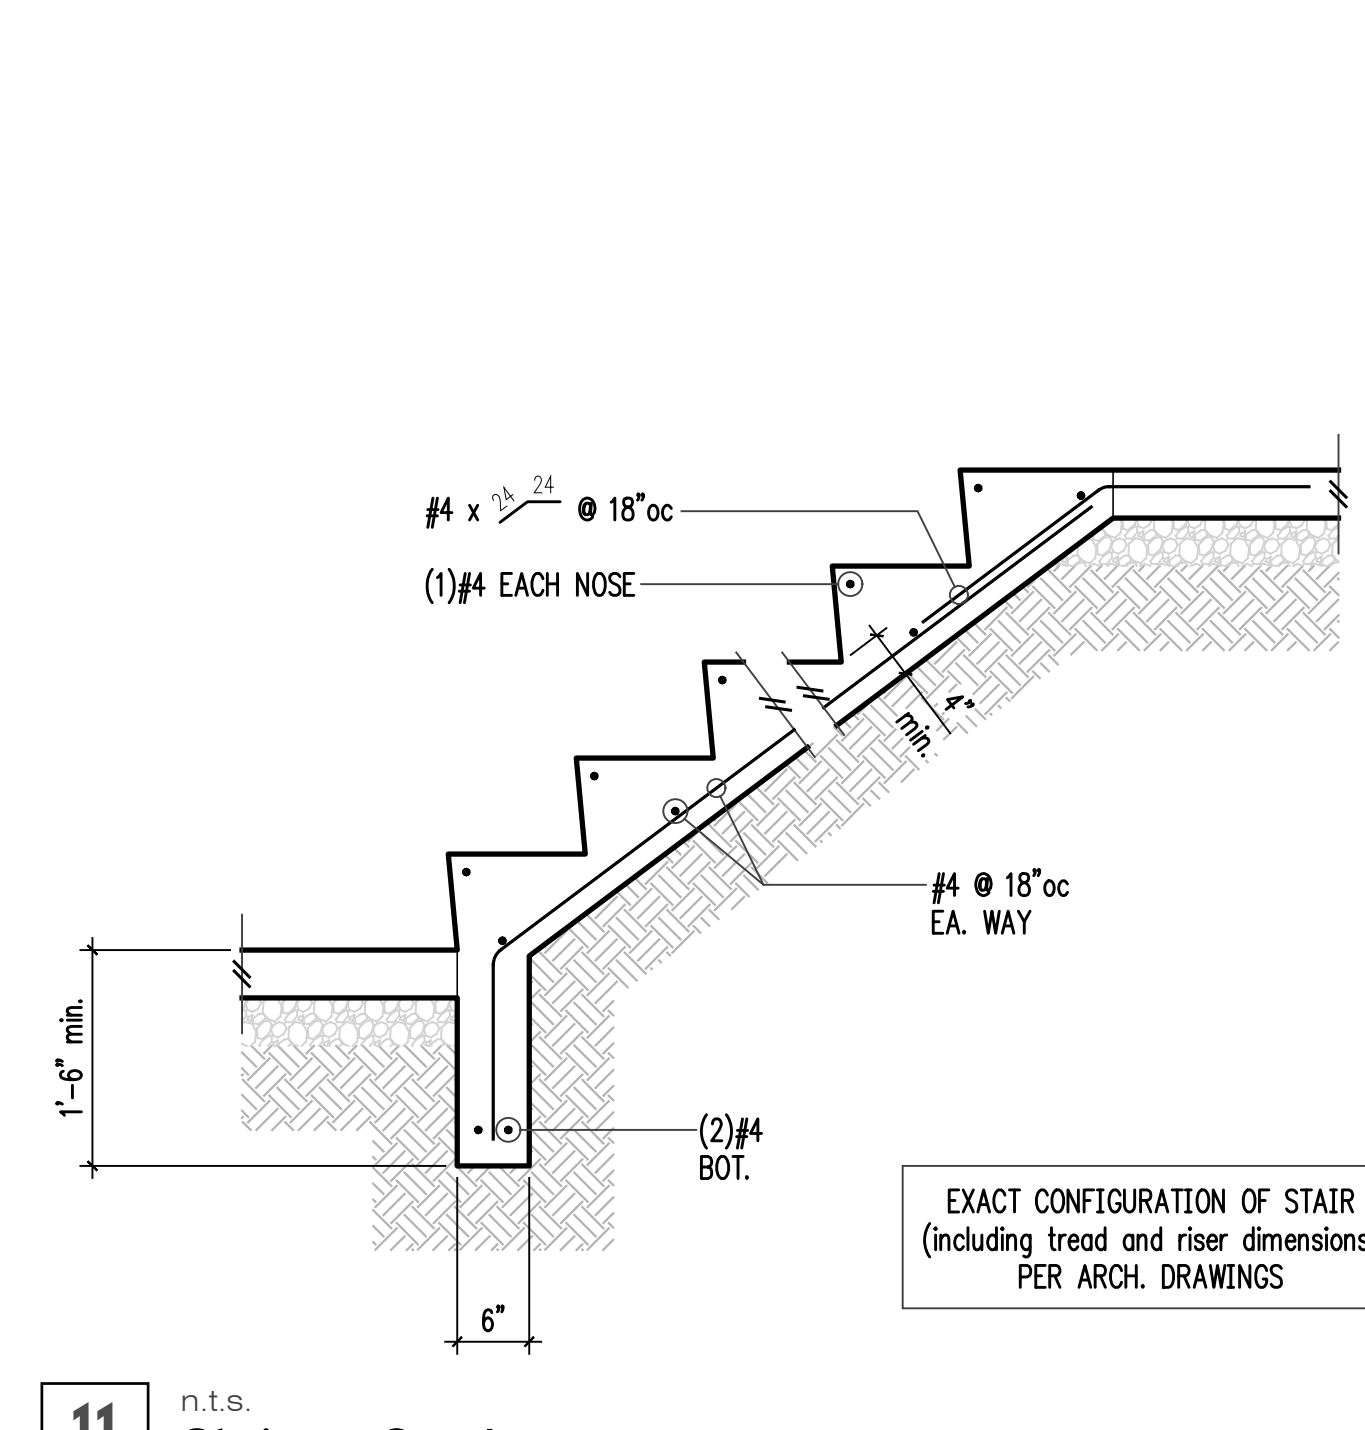 #4 x 24 24 @ 18"oc
(1)#4 EACH NOSE
4"
min.
#4 @ 18"oc
EA. WAY
1'-6" min.
(2)#4
BOT.
EXACT CONFIGURATION OF STAIR
(including tread and riser dimensions
PER ARCH. DRAWINGS
6"
n.t.s.
11